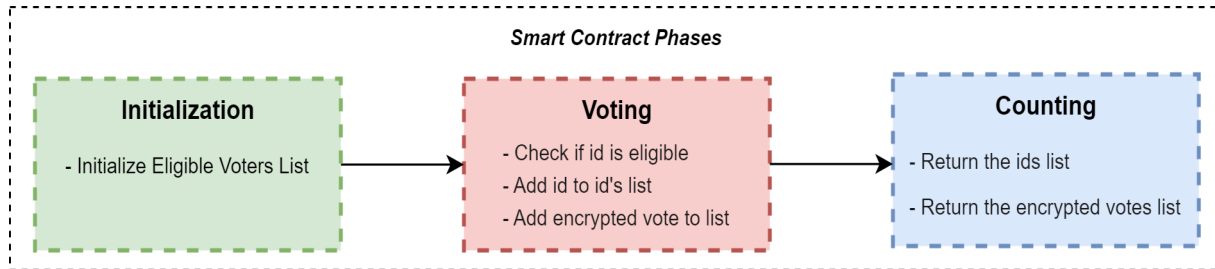 Smart Contract Phases
Initialization
- Initialize Eligible Voters List
Voting
- Check if id is eligible
- Add id to id's list
- Add encrypted vote to list
Counting
- Return the ids list
- Return the encrypted votes list